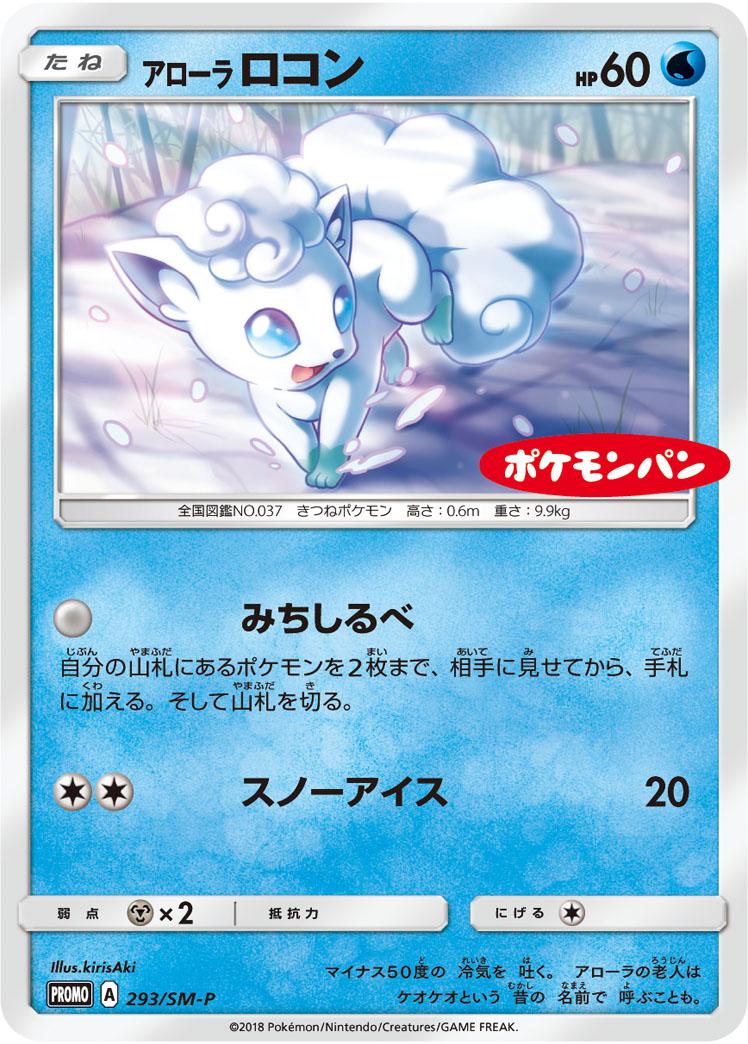 たね
アローラ ロコン
HP60
ポケモンパン
全国図鑑NO.037 きつねポケモン 高さ：0.6m 重さ：9.9kg
みちしるべ
自分の山札にあるポケモンを2枚まで、相手に見せてから、手札
に加える。そして山札を切る。
スノーアイス 20
弱点 ×2 抵抗力 にげる
Illus.kirisAki
マイナス50度の 冷気を 吐く。 アローラの老人は
ケオケオという 昔の 名前で 呼ぶことも。
PROMO A 293/SM-P
©2018 Pokémon/Nintendo/Creatures/GAME FREAK.